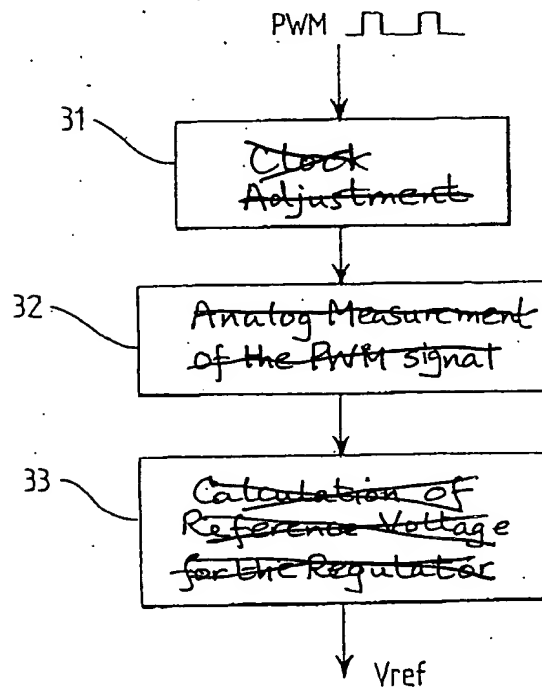 PWM
31
Clock
Adjustment
32
Analog Measurement
of the PWM signal
33
Calculation of
Reference Voltage
for the Regulator
Vref